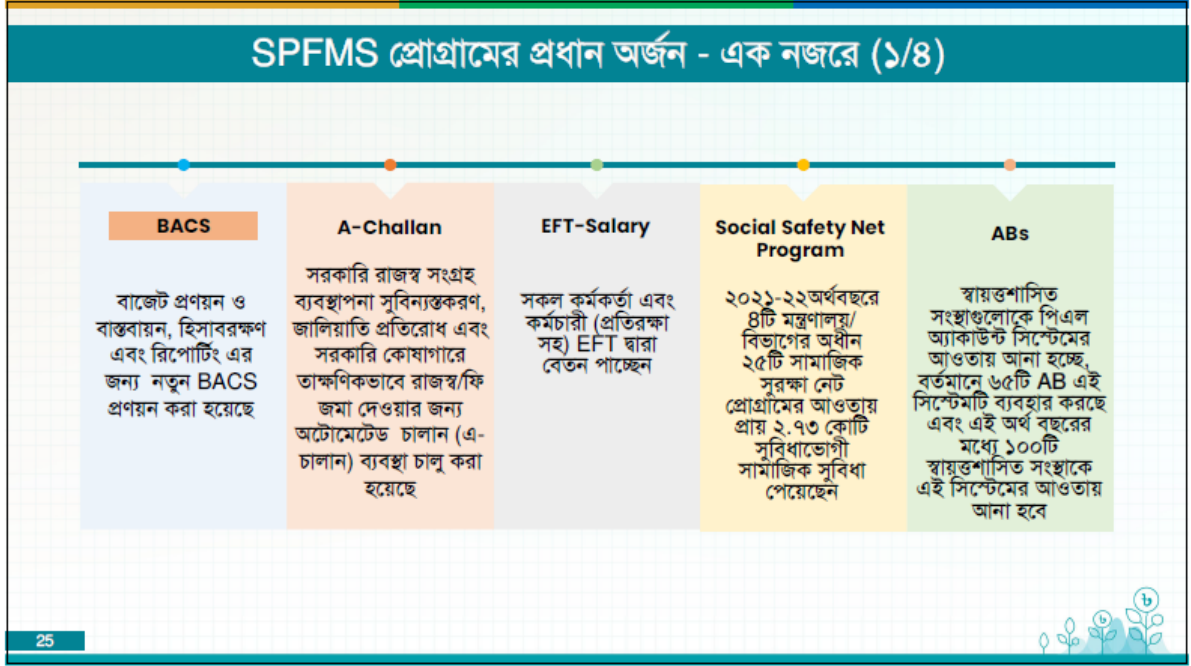 SPFMS প্রোগ্রামের প্রধান অর্জন - এক নজরে (১/৪)
BACS
বাজেট প্রণয়ন ও
বাস্তবায়ন, হিসাবরক্ষণ
এবং রিপোর্টিং এর
জন্য নতুন BACS
প্রণয়ন করা হয়েছে
A-Challan
সরকারি রাজস্ব সংগ্রহ
ব্যবস্থাপনা সুবিন্যস্তকরণ,
জালিয়াতি প্রতিরোধ এবং
সরকারি কোষাগারে
তাক্ষণিকভাবে রাজস্ব/ফি
জমা দেওয়ার জন্য
অটোমেটেড চালান (এ-
চালান) ব্যবস্থা চালু করা
হয়েছে
EFT-Salary
সকল কর্মকর্তা এবং
কর্মচারী (প্রতিরক্ষা
সহ) EFT দ্বারা
বেতন পাচ্ছেন
Social Safety Net
Program
২০২১-২২অর্থবছরে
৪টি মন্ত্রণালয়/
বিভাগের অধীন
২৫টি সামাজিক
সুরক্ষা নেট
প্রোগ্রামের আওতায়
প্রায় ২.৭৩ কোটি
সুবিধাভোগী
সামাজিক সুবিধা
পেয়েছেন
ABs
স্বায়ত্তশাসিত
সংস্থাগুলোকে পিএল
অ্যাকাউন্ট সিস্টেমের
আওতায় আনা হচ্ছে,
বর্তমানে ৬৫টি AB এই
সিস্টেমটি ব্যবহার করছে
এবং এই অর্থ বছরের
মধ্যে ১০০টি
স্বায়ত্তশাসিত সংস্থাকে
এই সিস্টেমের আওতায়
আনা হবে
৳
৳
৳
25